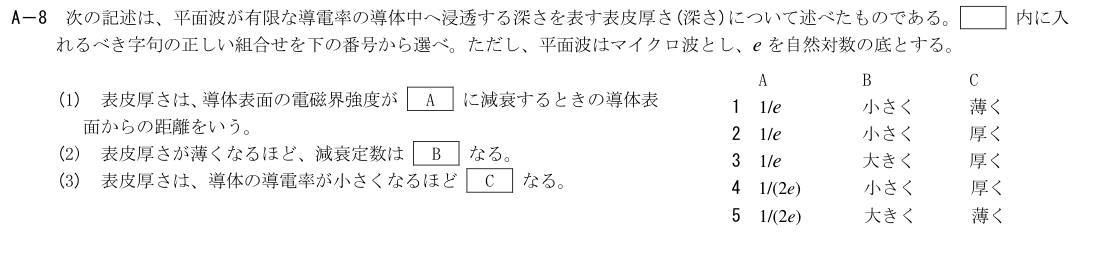 A－8 次の記述は、平面波が有限な導電率の導体中へ浸透する深さを表す表皮厚さ(深さ)について述べたものである。 内に入
れるべき字句の正しい組合せを下の番号から選べ。ただし、平面波はマイクロ波とし、e を自然対数の底とする。
(1) 表皮厚さは、導体表面の電磁界強度が A に減衰するときの導体表
面からの距離をいう。
(2) 表皮厚さが薄くなるほど、減衰定数は B なる。
(3) 表皮厚さは、導体の導電率が小さくなるほど C なる。
A B C
1 1/e 小さく 薄く
2 1/e 小さく 厚く
3 1/e 大きく 厚く
4 1/(2e) 小さく 厚く
5 1/(2e) 大きく 薄く